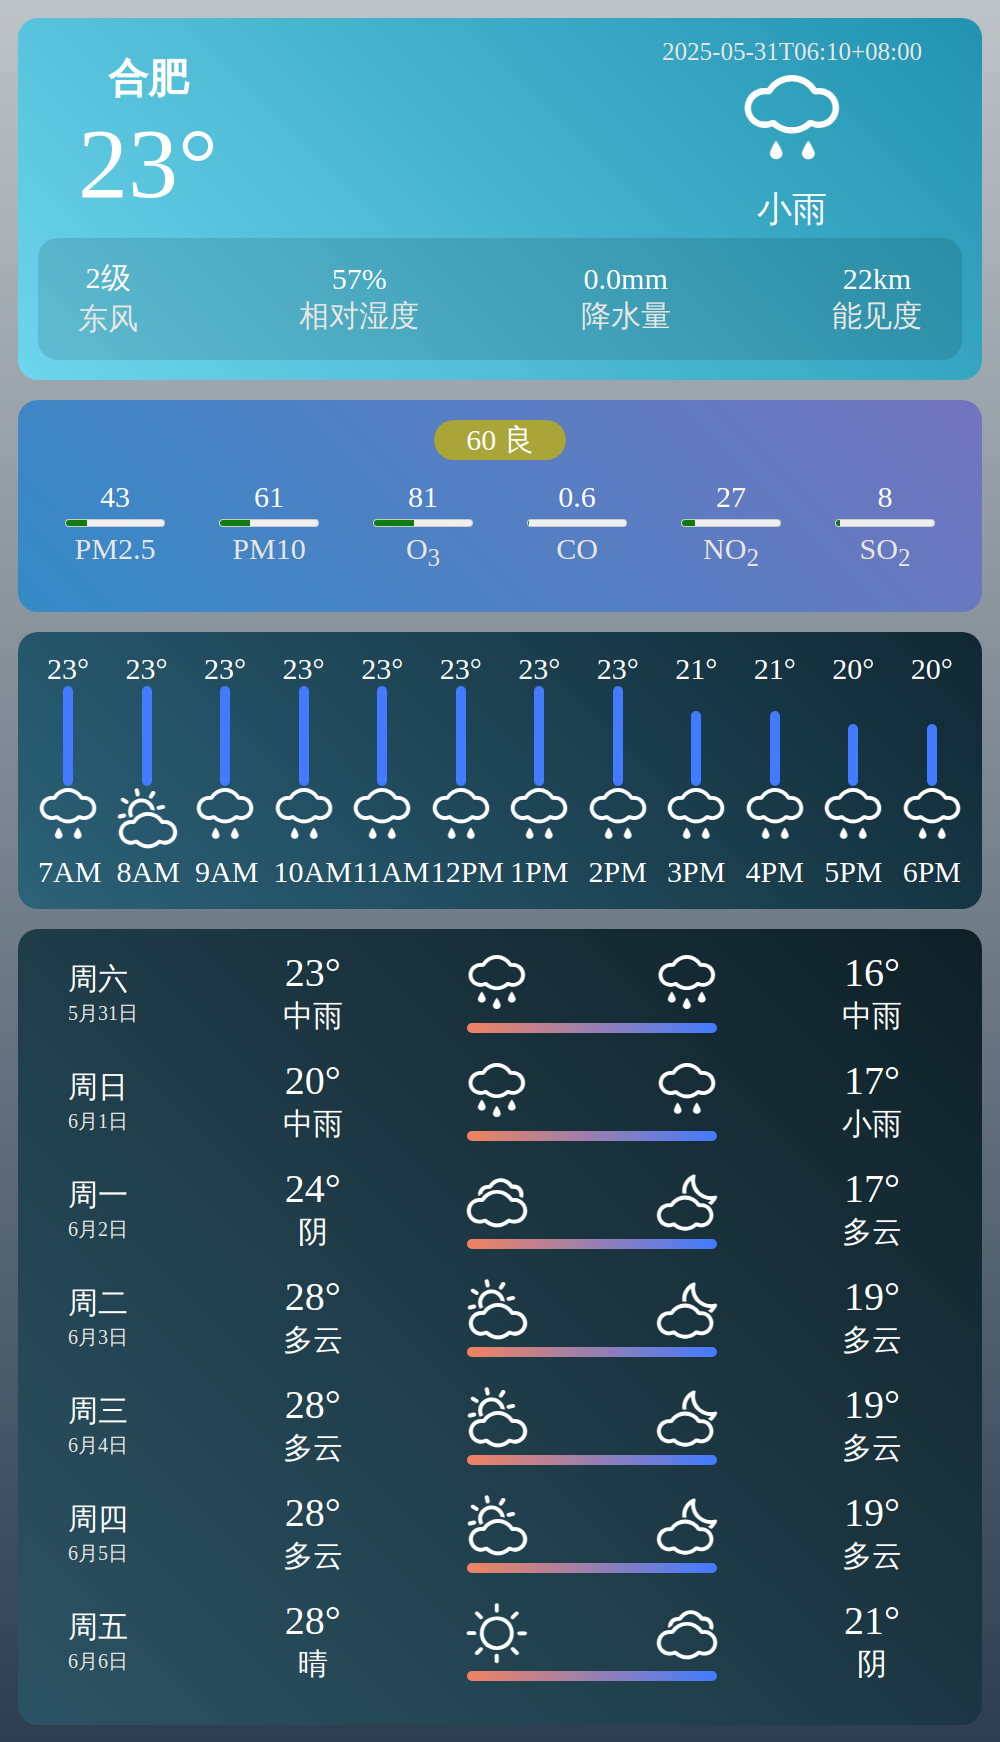 合肥
23°
2025-05-31T06:10+08:00
小雨
2级 57% 0.0mm 22km
东风 相对湿度 降水量 能见度
60 良
43 61 81 0.6 27 8
PM2.5 PM10 O3 CO NO2 SO2
23° 23° 23° 23° 23° 23° 23° 23° 21° 21° 20° 20°
7AM 8AM 9AM 10AM 11AM 12PM 1PM 2PM 3PM 4PM 5PM 6PM
周六 23° 16°
5月31日 中雨 中雨
周日 20° 17°
6月1日 中雨 小雨
周一 24° 17°
6月2日 阴 多云
周二 28° 19°
6月3日 多云 多云
周三 28° 19°
6月4日 多云 多云
周四 28° 19°
6月5日 多云 多云
周五 28° 21°
6月6日 晴 阴